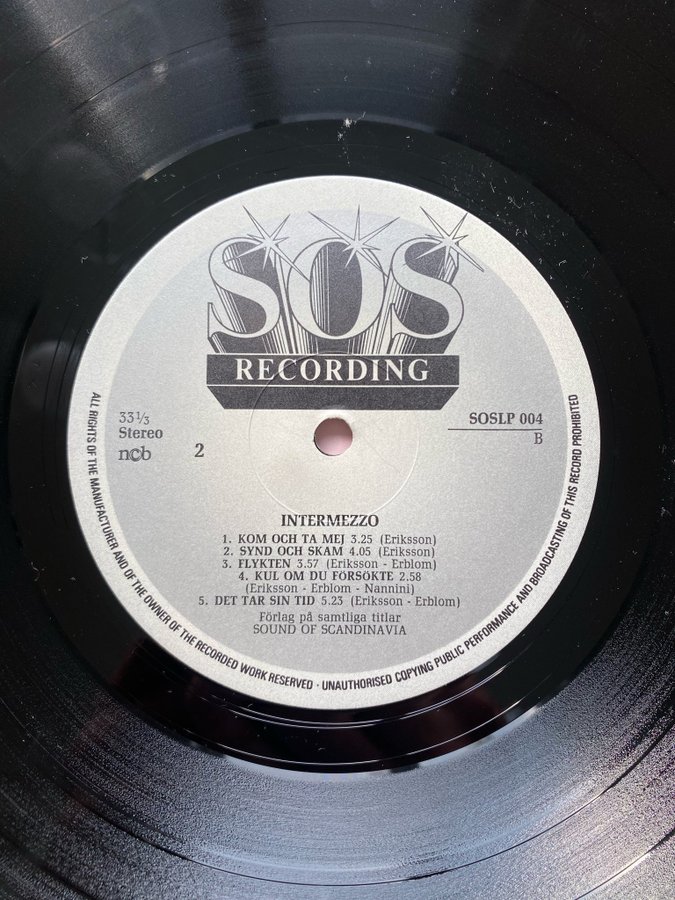 SOS
RECORDING
33⅓
Stereo
ncb
2
SOSLP 004
B
INTERMEZZO
1. KOM OCH TA MEJ 3.25 (Eriksson)
2. SYND OCH SKAM 4.05 (Eriksson)
3. FLYKTEN 3.57 (Eriksson - Erblom)
4. KUL OM DU FÖRSÖKTE 2.58
(Eriksson - Erblom - Nannini)
5. DET TAR SIN TID 5.23 (Eriksson - Erblom)
Förlag på samtliga titlar
SOUND OF SCANDINAVIA
ALL RIGHTS OF THE MANUFACTURER AND OF THE OWNER OF THE RECORDED WORK RESERVED · UNAUTHORISED COPYING PUBLIC PERFORMANCE AND BROADCASTING OF THIS RECORD PROHIBITED